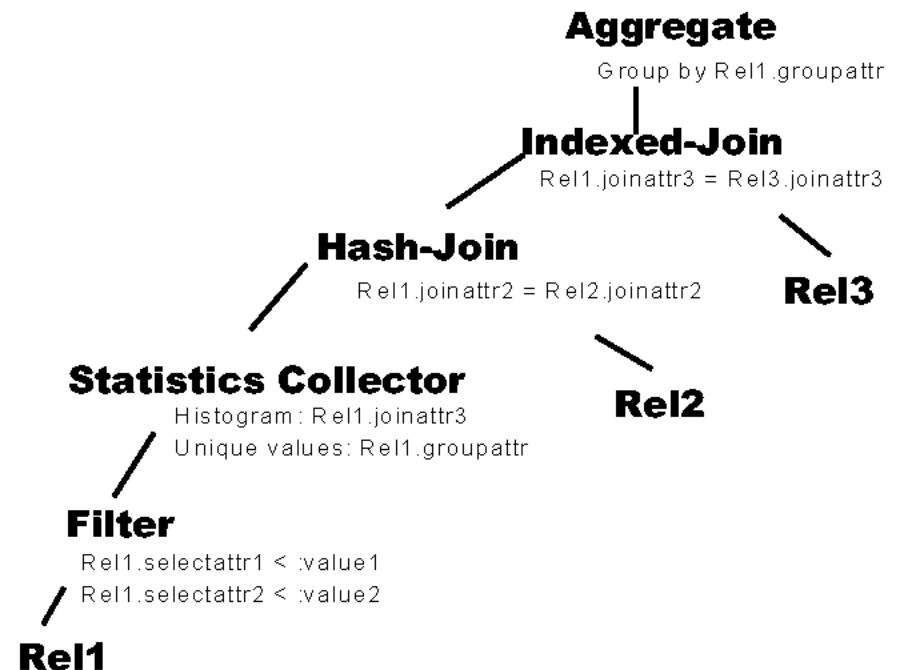 Aggregate
Group by Rel1.groupattr
Indexed-Join
Rel1.joinattr3 = Rel3.joinattr3
Hash-Join
Rel1.joinattr2 = Rel2.joinattr2
Rel3
Statistics Collector
Histogram: Rel1.joinattr3
Unique values: Rel1.groupattr
Rel2
Filter
Rel1.selectattr1 < :value1
Rel1.selectattr2 < :value2
Rel1